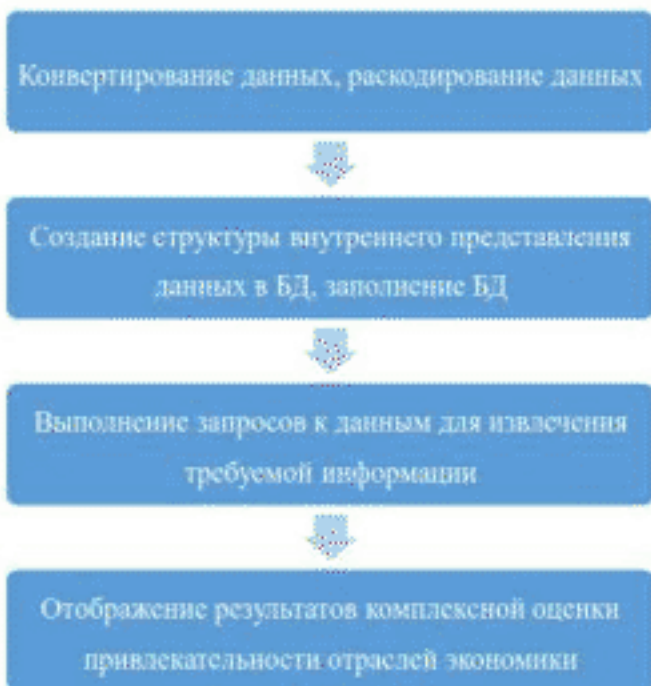 Конвертирование данных, раскодирование данных
Создание структуры внутреннего представления
данных в БД, заполнение БД
Выполнение запросов к данным для извлечения
требуемой информации
Отображение результатов комплексной оценки
привлекательности отраслей экономики